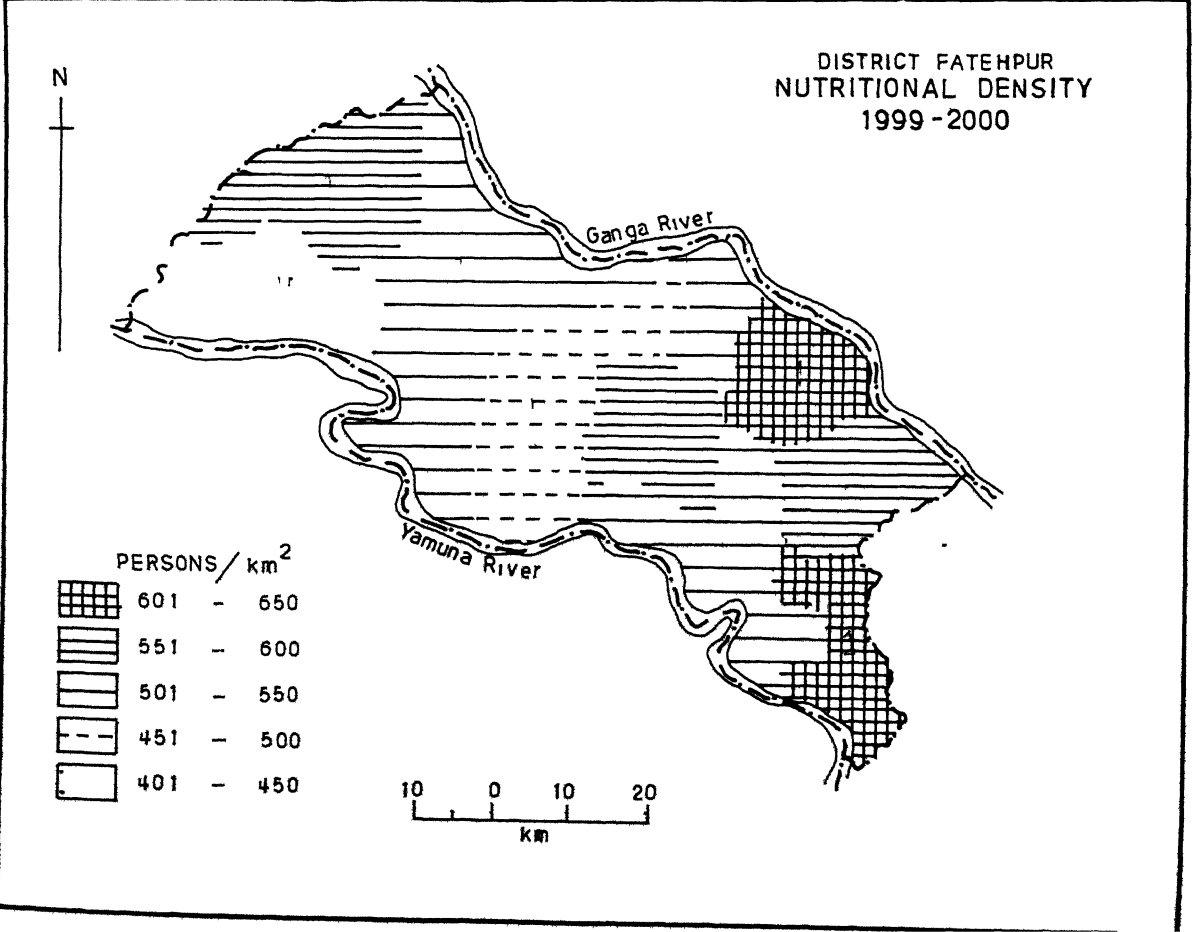 N
DISTRICT FATEHPUR
NUTRITIONAL DENSITY
1999-2000
Ganga River
Yamuna River
PERSONS/km²
601 - 650
551 - 600
501 - 550
451 - 500
401 - 450
10 0 10 20
km